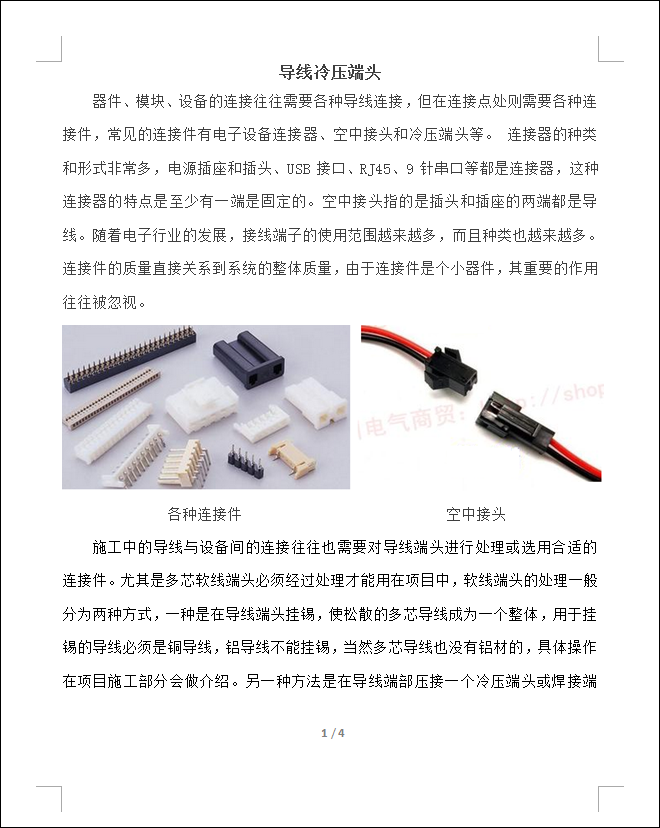 导线冷压端头
器件、模块、设备的连接往往需要各种导线连接，但在连接点处则需要各种连
接件，常见的连接件有电子设备连接器、空中接头和冷压端头等。 连接器的种类
和形式非常多，电源插座和插头、USB 接口、RJ45、9 针串口等都是连接器，这种
连接器的特点是至少有一端是固定的。空中接头指的是插头和插座的两端都是导
线。随着电子行业的发展，接线端子的使用范围越来越多，而且种类也越来越多。
连接件的质量直接关系到系统的整体质量，由于连接件是个小器件，其重要的作用
往往被忽视。
电气商贸：http://shop
各种连接件 空中接头
施工中的导线与设备间的连接往往也需要对导线端头进行处理或选用合适的
连接件。尤其是多芯软线端头必须经过处理才能用在项目中，软线端头的处理一般
分为两种方式，一种是在导线端头挂锡，使松散的多芯导线成为一个整体，用于挂
锡的导线必须是铜导线，铝导线不能挂锡，当然多芯导线也没有铝材的，具体操作
在项目施工部分会做介绍。另一种方法是在导线端部压接一个冷压端头或焊接端
1 / 4